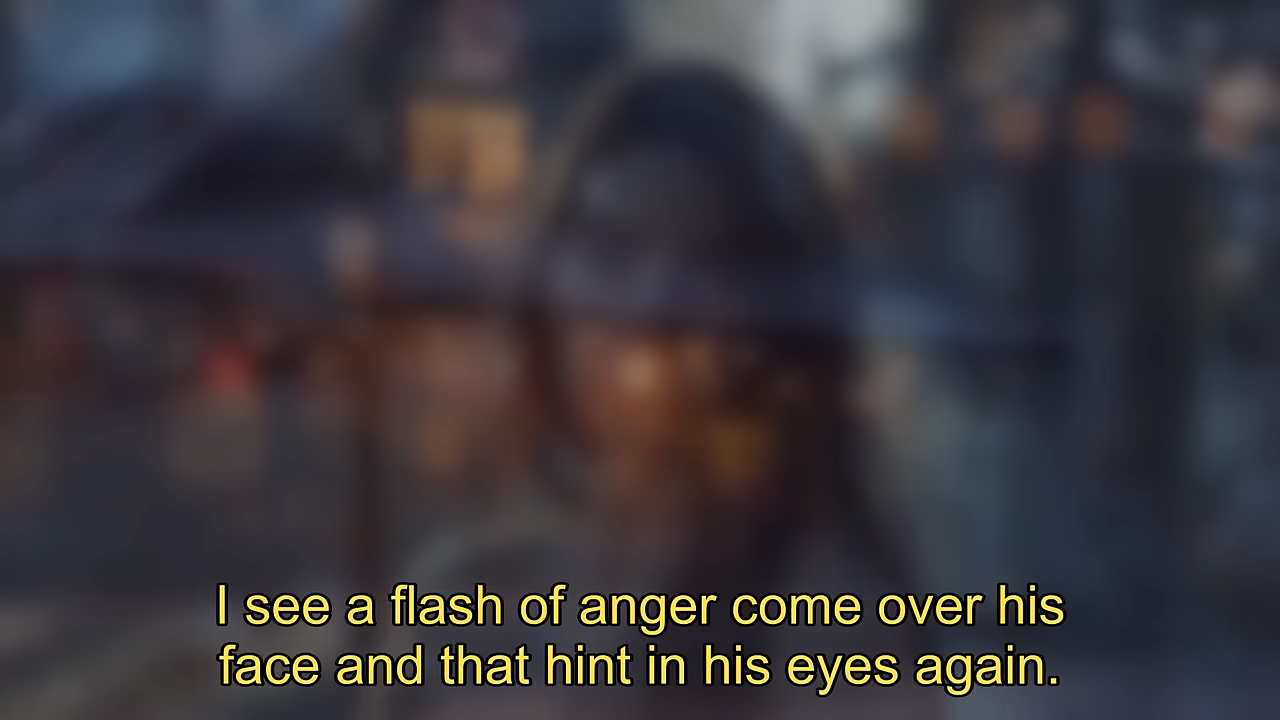 I see a flash of anger come over his
face and that hint in his eyes again.